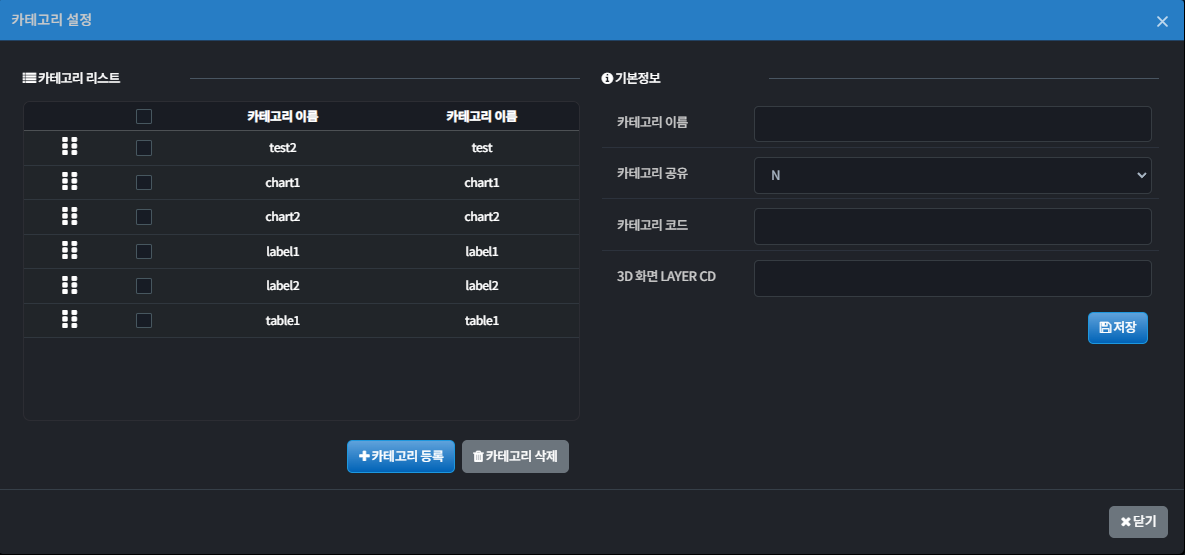 카테고리 설정
×
카테고리 리스트
카테고리 이름 카테고리 이름
test2 test
chart1 chart1
chart2 chart2
label1 label1
label2 label2
table1 table1
카테고리 등록 카테고리 삭제
기본정보
카테고리 이름
카테고리 공유 N
카테고리 코드
3D 화면 LAYER CD
저장
닫기